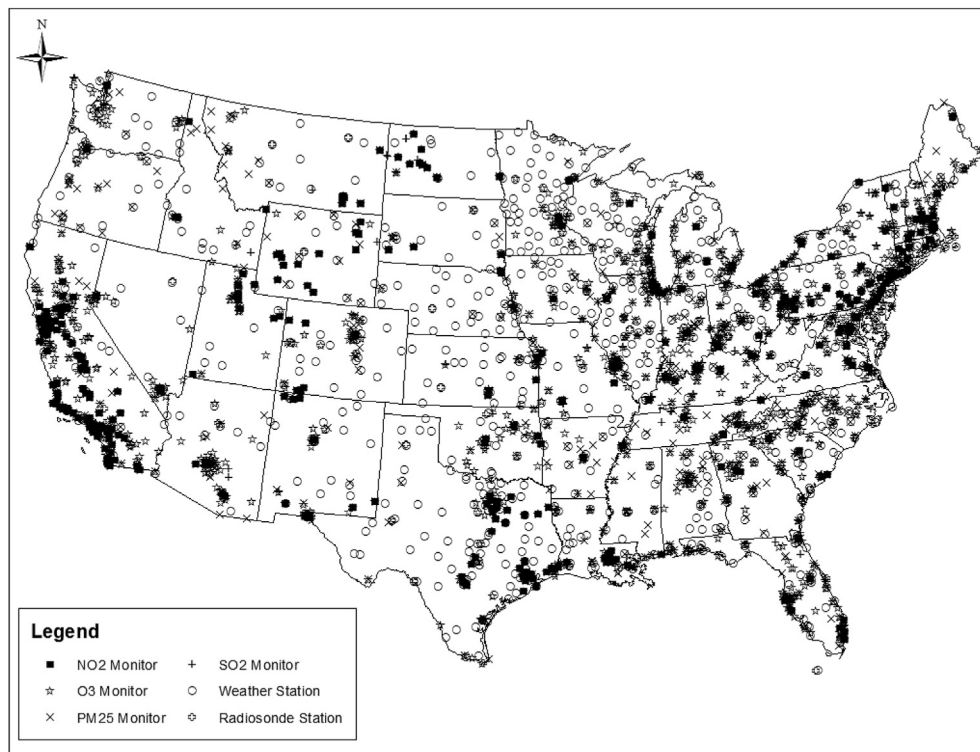 N
Legend
NO2 Monitor
SO2 Monitor
O3 Monitor
Weather Station
PM25 Monitor
Radiosonde Station